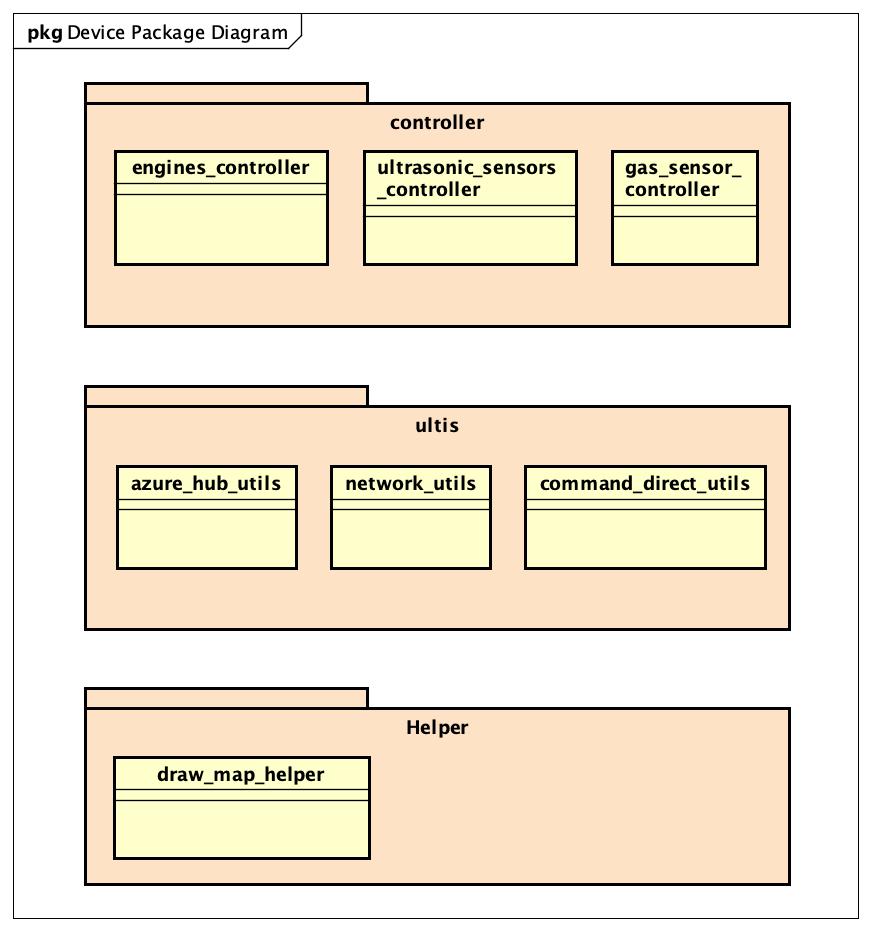 pkg Device Package Diagram
controller
engines_controller
ultrasonic_sensors
_controller
gas_sensor_
controller
ultis
azure_hub_utils
network_utils
command_direct_utils
Helper
draw_map_helper